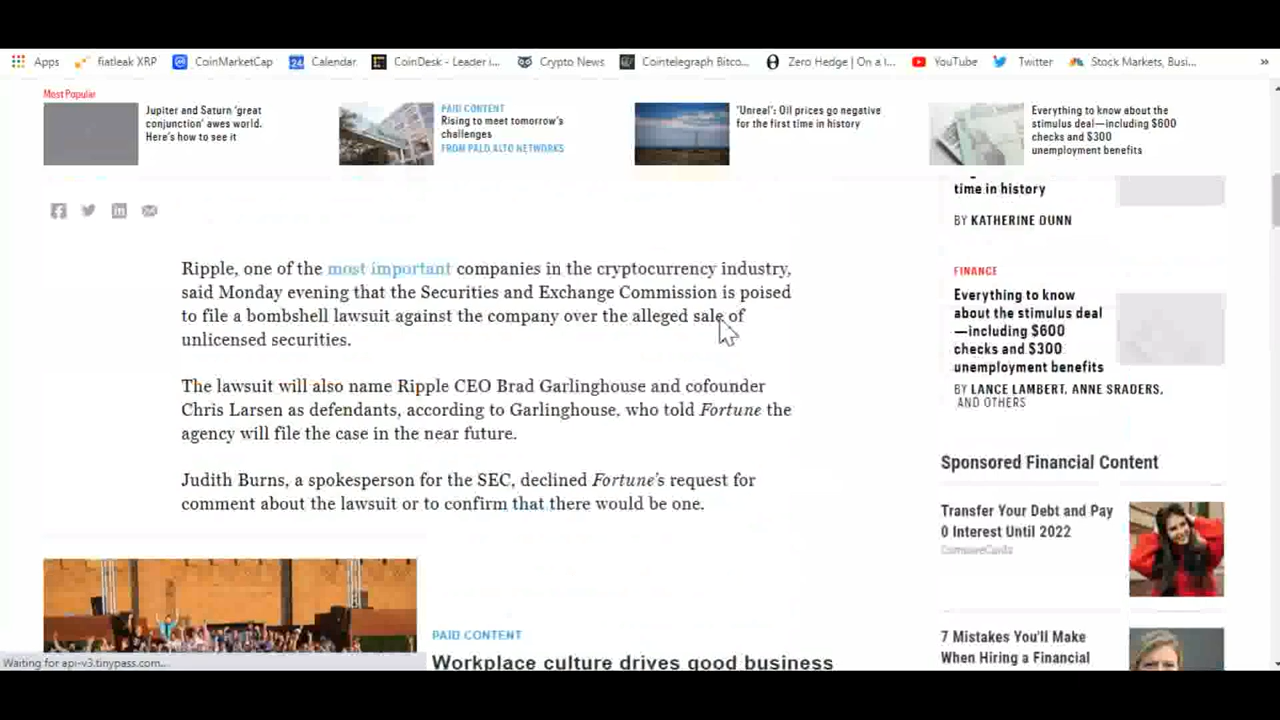 Apps fiatleak XRP CoinMarketCap Calendar CoinDesk - Leader i... Crypto News Cointelegraph Bitco... Zero Hedge | On a l... YouTube Twitter Stock Markets, Busi... »
Most Popular
Jupiter and Saturn ‘great
conjunction’ awes world.
Here’s how to see it
PAID CONTENT
Rising to meet tomorrow’s
challenges
FROM PALO ALTO NETWORKS
‘Unreal’: Oil prices go negative
for the first time in history
Everything to know about the
stimulus deal—including $600
checks and $300
unemployment benefits
Ripple, one of the most important companies in the cryptocurrency industry,
said Monday evening that the Securities and Exchange Commission is poised
to file a bombshell lawsuit against the company over the alleged sale of
unlicensed securities.
The lawsuit will also name Ripple CEO Brad Garlinghouse and cofounder
Chris Larsen as defendants, according to Garlinghouse, who told Fortune the
agency will file the case in the near future.
Judith Burns, a spokesperson for the SEC, declined Fortune’s request for
comment about the lawsuit or to confirm that there would be one.
PAID CONTENT
Workplace culture drives good business
time in history
BY KATHERINE DUNN
FINANCE
Everything to know
about the stimulus deal
—including $600
checks and $300
unemployment benefits
BY LANCE LAMBERT, ANNE SRADERS,
AND OTHERS
Sponsored Financial Content
Transfer Your Debt and Pay
0 Interest Until 2022
CompareCards
7 Mistakes You'll Make
When Hiring a Financial
Waiting for api-v3.tinypass.com...